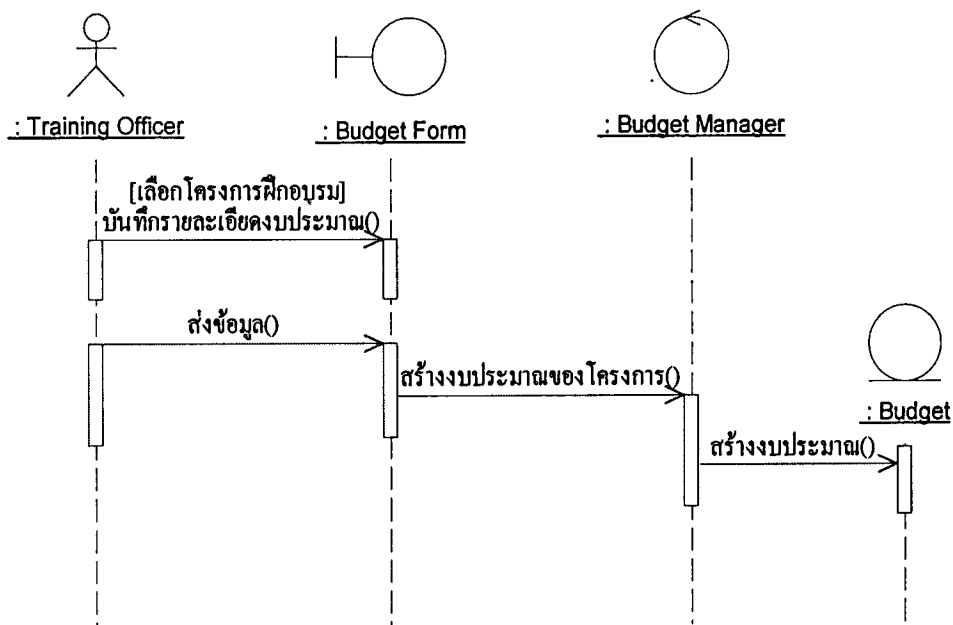 : Training Officer
: Budget Form
: Budget Manager
[เลือกโครงการฝึกอบรม]
บันทึกรายละเอียดงบประมาณ()
ส่งข้อมูล()
สร้างงบประมาณของโครงการ()
: Budget
สร้างงบประมาณ()